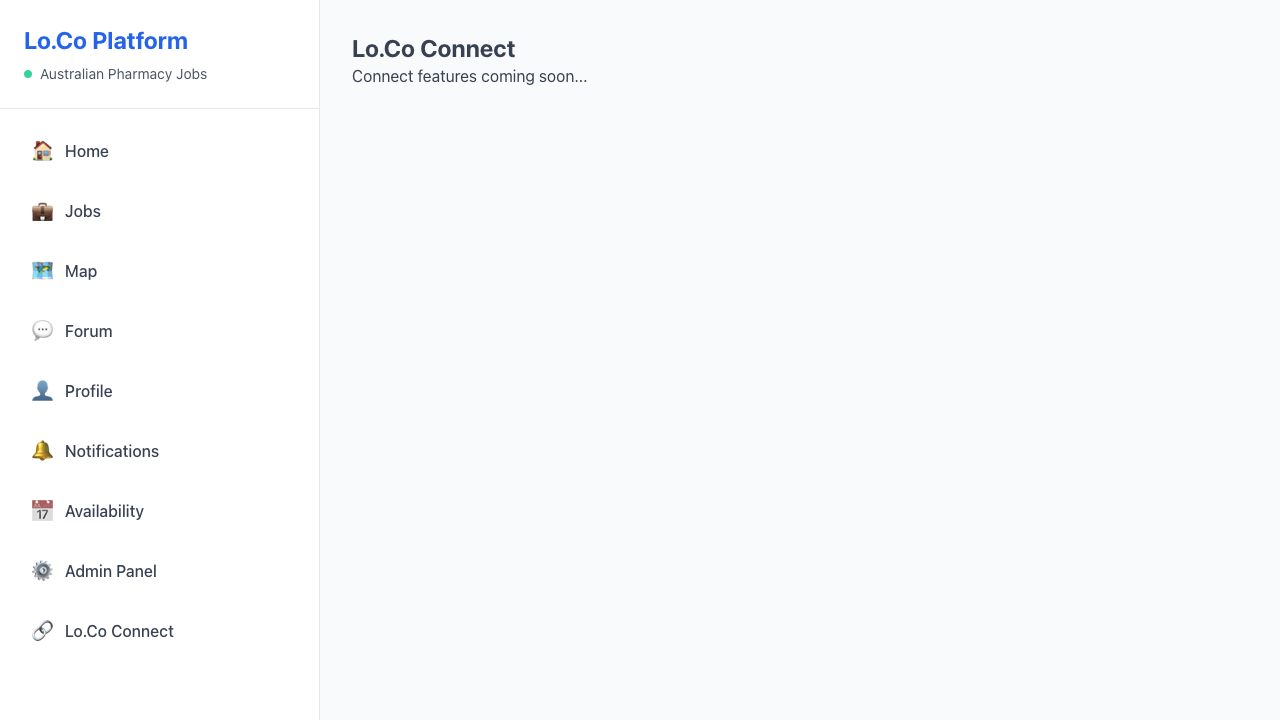 Lo.Co Platform
Australian Pharmacy Jobs
Home
Jobs
Map
Forum
Profile
Notifications
17
Availability
Admin Panel
Lo.Co Connect
Lo.Co Connect
Connect features coming soon...